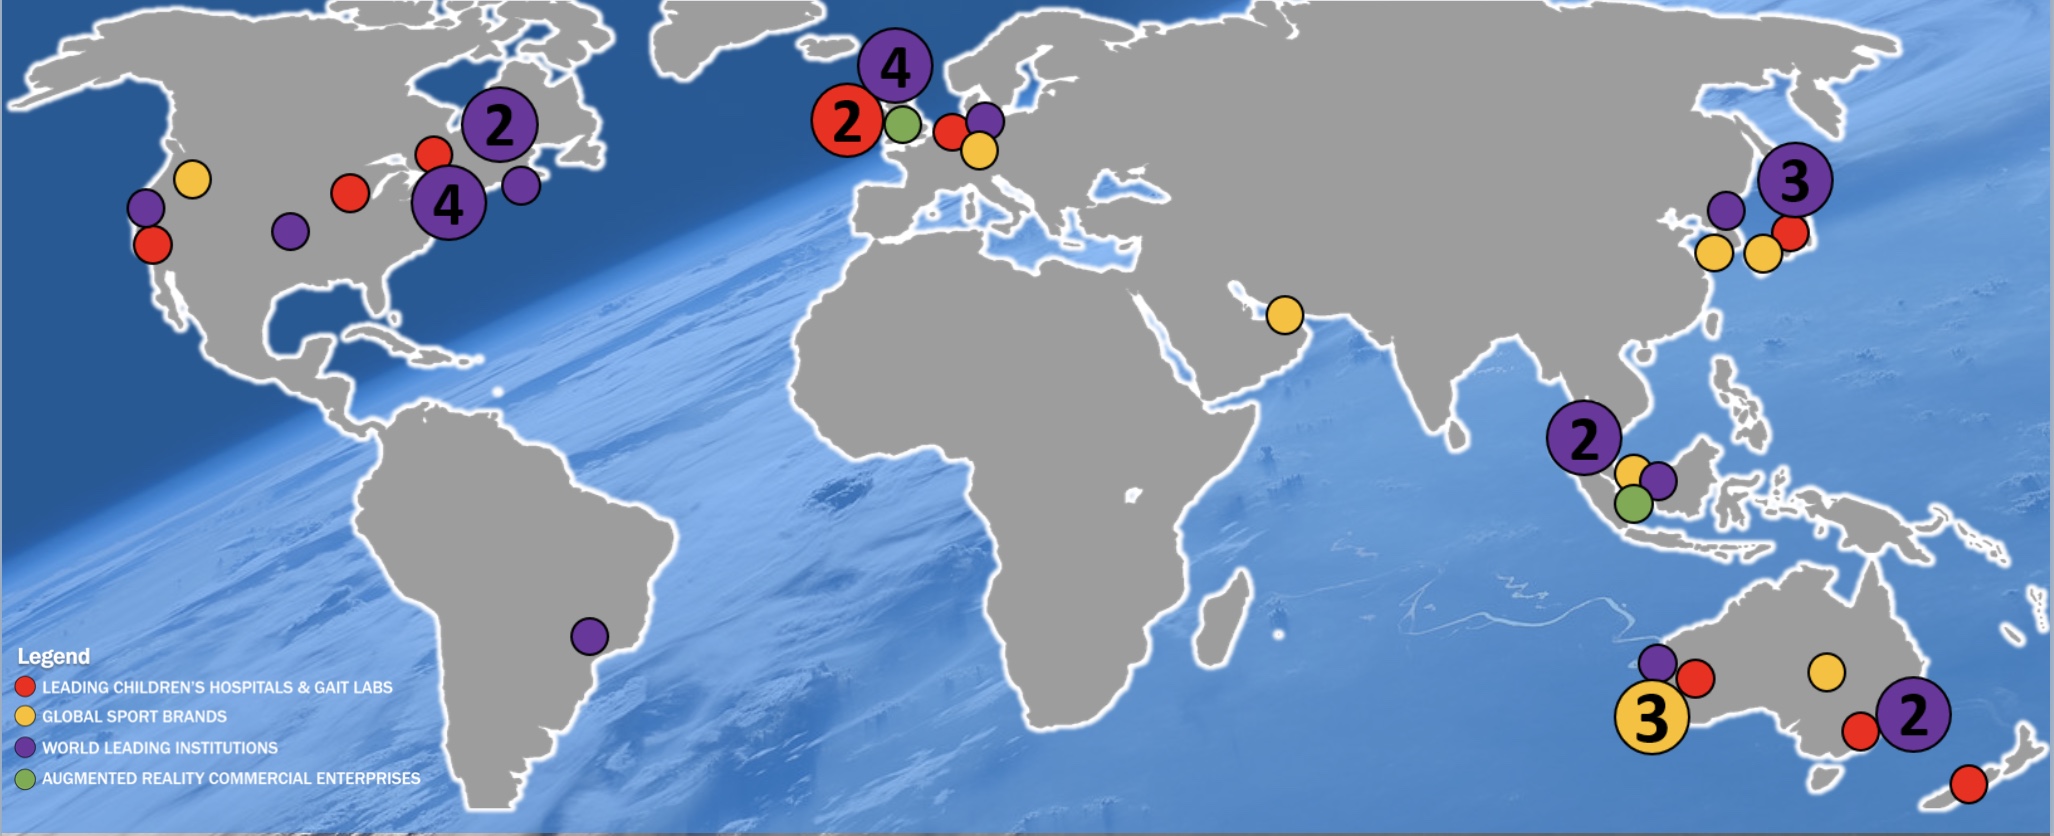 4
2
2
4
3
2
3
2
Legend
LEADING CHILDREN'S HOSPITALS & GAIT LABS
GLOBAL SPORT BRANDS
WORLD LEADING INSTITUTIONS
AUGMENTED REALITY COMMERCIAL ENTERPRISES